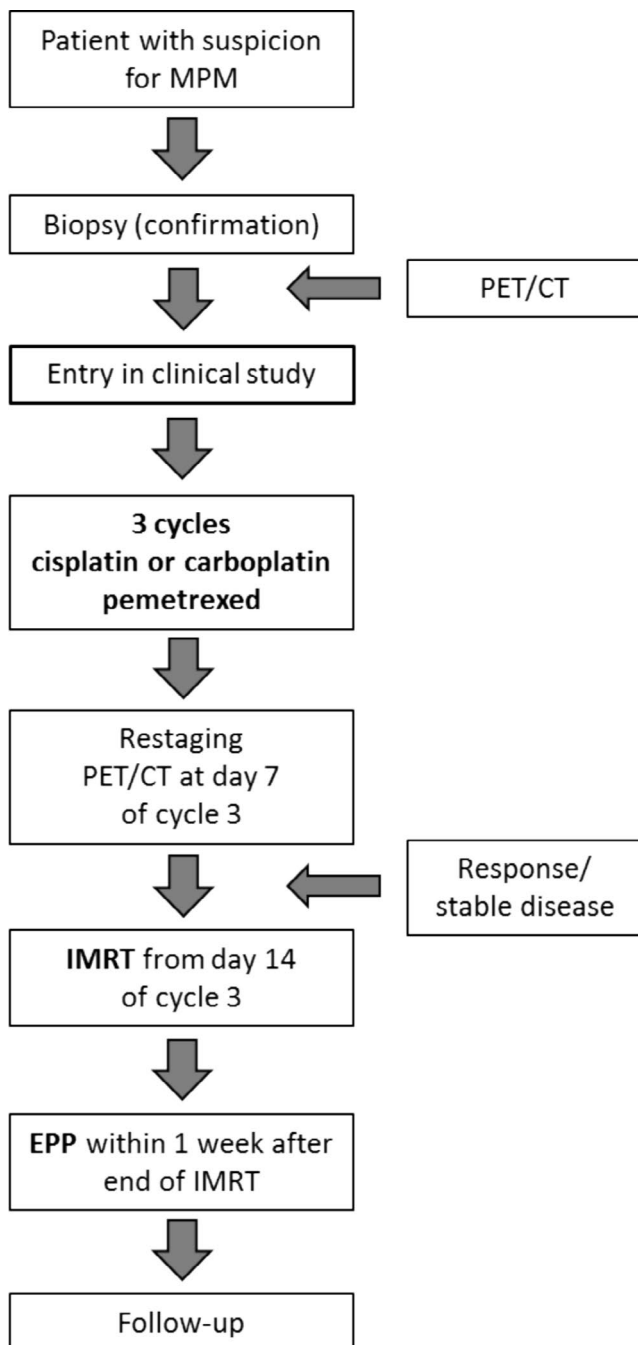 Patient with suspicion
for MPM
Biopsy (confirmation)
PET/CT
Entry in clinical study
3 cycles
cisplatin or carboplatin
pemetrexed
Restaging
PET/CT at day 7
of cycle 3
Response/
stable disease
IMRT from day 14
of cycle 3
EPP within 1 week after
end of IMRT
Follow-up